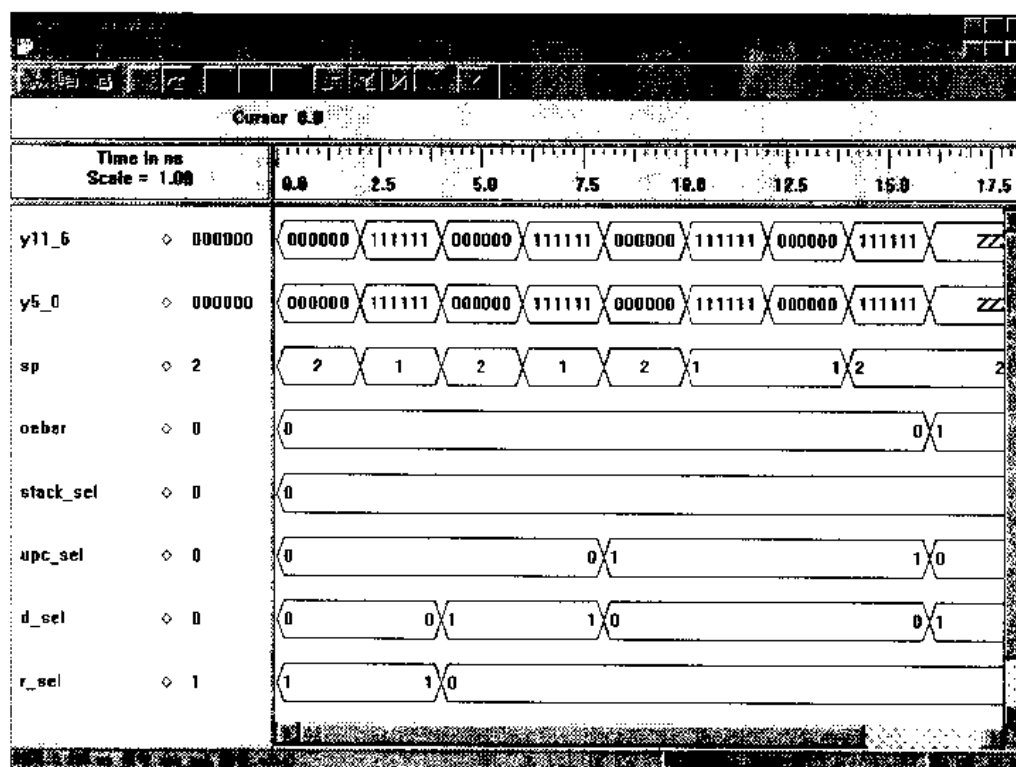 Cursor 0.0
Time in ns
Scale = 1.00
0.0 2.5 5.0 7.5 10.0 12.5 15.0 17.5
y11_6 000000 000000 111111 000000 111111 000000 111111 000000 111111 ZZ
y5_0 000000 000000 111111 000000 111111 000000 111111 000000 111111 ZZ
sp 2 2 1 2 1 2 1 1 2 2
oebar 0 0 0 1
stack_sel 0 0
upc_sel 0 0 0 1 1 0
d_sel 0 0 0 1 1 0 0 1
r_sel 1 1 1 0